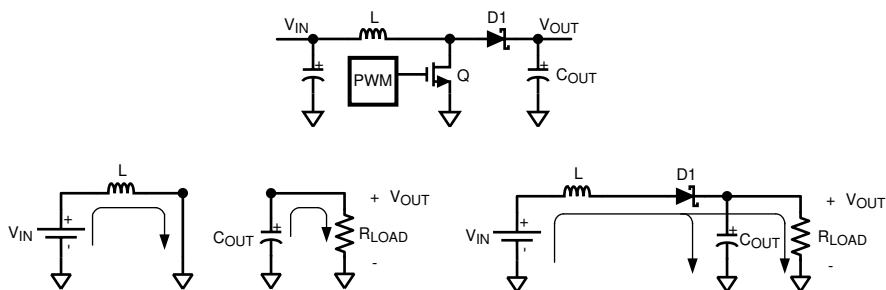 VIN L D1 VOUT
+ PWM Q + COUT
L + VOUT L D1 + VOUT
VIN + - COUT + RLOAD VIN + - + COUT RLOAD
- -